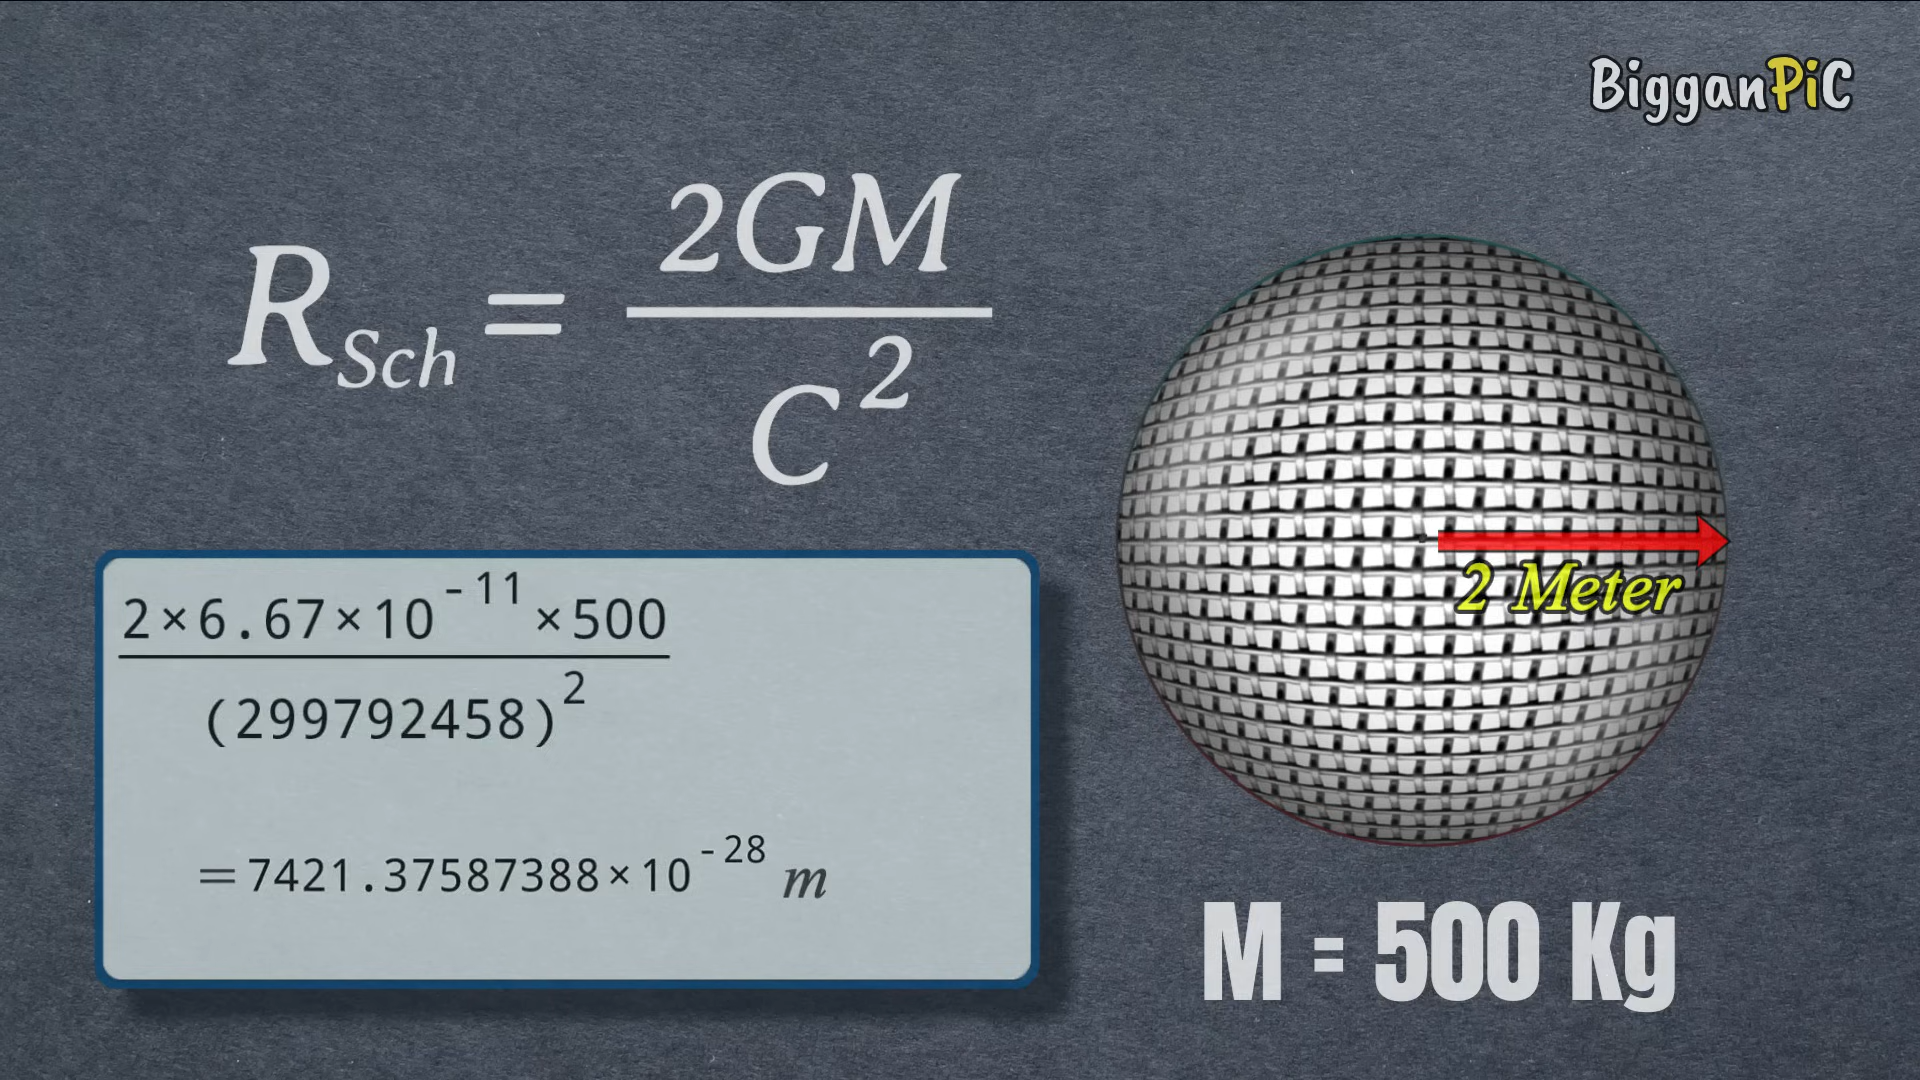 BigganPiC
R_Sch = 2GM / C^2
2×6.67×10^-11 ×500
(299792458)^2
=7421.37587388×10^-28 m
2 Meter
M = 500 Kg